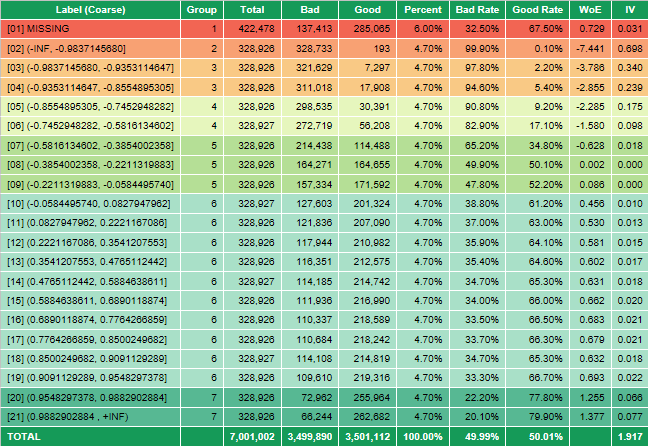 Label (Coarse) Group Total Bad Good Percent Bad Rate Good Rate WoE IV
[01] MISSING 1 422,478 137,413 285,065 6.00% 32.50% 67.50% 0.729 0.031
[02] (-INF, -0.9837145680] 2 328,926 328,733 193 4.70% 99.90% 0.10% -7.441 0.698
[03] (-0.9837145680, -0.9353114647] 3 328,926 321,629 7,297 4.70% 97.80% 2.20% -3.786 0.340
[04] (-0.9353114647, -0.8554895305] 3 328,926 311,018 17,908 4.70% 94.60% 5.40% -2.855 0.239
[05] (-0.8554895305, -0.7452948282] 4 328,926 298,535 30,391 4.70% 90.80% 9.20% -2.285 0.175
[06] (-0.7452948282, -0.5816134602] 4 328,927 272,719 56,208 4.70% 82.90% 17.10% -1.580 0.098
[07] (-0.5816134602, -0.3854002358] 5 328,926 214,438 114,488 4.70% 65.20% 34.80% -0.628 0.018
[08] (-0.3854002358, -0.2211319883] 5 328,926 164,271 164,655 4.70% 49.90% 50.10% 0.002 0.000
[09] (-0.2211319883, -0.0584495740] 5 328,926 157,334 171,592 4.70% 47.80% 52.20% 0.086 0.000
[10] (-0.0584495740, 0.0827947962] 6 328,927 127,603 201,324 4.70% 38.80% 61.20% 0.456 0.010
[11] (0.0827947962, 0.2221167086] 6 328,926 121,836 207,090 4.70% 37.00% 63.00% 0.530 0.013
[12] (0.2221167086, 0.3541207553] 6 328,926 117,944 210,982 4.70% 35.90% 64.10% 0.581 0.015
[13] (0.3541207553, 0.4765112442] 6 328,926 116,351 212,575 4.70% 35.40% 64.60% 0.602 0.017
[14] (0.4765112442, 0.5884638611] 6 328,927 114,185 214,742 4.70% 34.70% 65.30% 0.631 0.018
[15] (0.5884638611, 0.6890118874] 6 328,926 111,936 216,990 4.70% 34.00% 66.00% 0.662 0.020
[16] (0.6890118874, 0.7764266859] 6 328,926 110,337 218,589 4.70% 33.50% 66.50% 0.683 0.021
[17] (0.7764266859, 0.8500249682] 6 328,926 110,684 218,242 4.70% 33.70% 66.30% 0.679 0.021
[18] (0.8500249682, 0.9091129289] 6 328,927 114,108 214,819 4.70% 34.70% 65.30% 0.632 0.018
[19] (0.9091129289, 0.9548297378] 6 328,926 109,610 219,316 4.70% 33.30% 66.70% 0.693 0.022
[20] (0.9548297378, 0.9882902884] 7 328,926 72,962 255,964 4.70% 22.20% 77.80% 1.255 0.066
[21] (0.9882902884 , +INF) 7 328,926 66,244 262,682 4.70% 20.10% 79.90% 1.377 0.077
TOTAL 7,001,002 3,499,890 3,501,112 100.00% 49.99% 50.01% 1.917